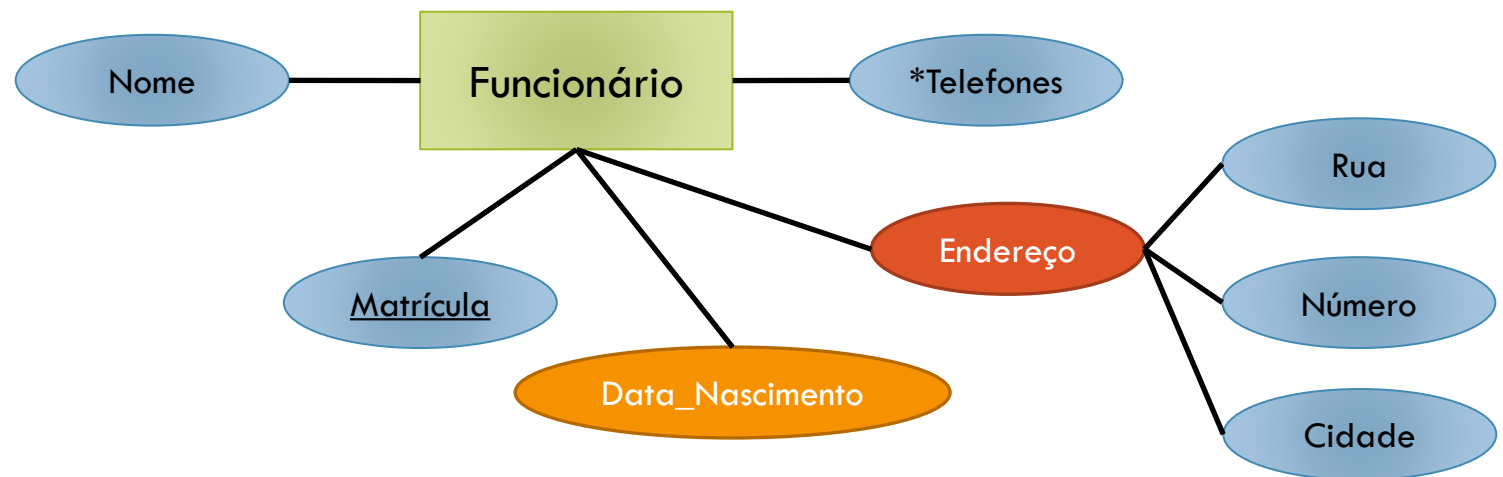 Nome
Funcionário
*Telefones
Rua
Endereço
Matrícula
Número
Data_Nascimento
Cidade